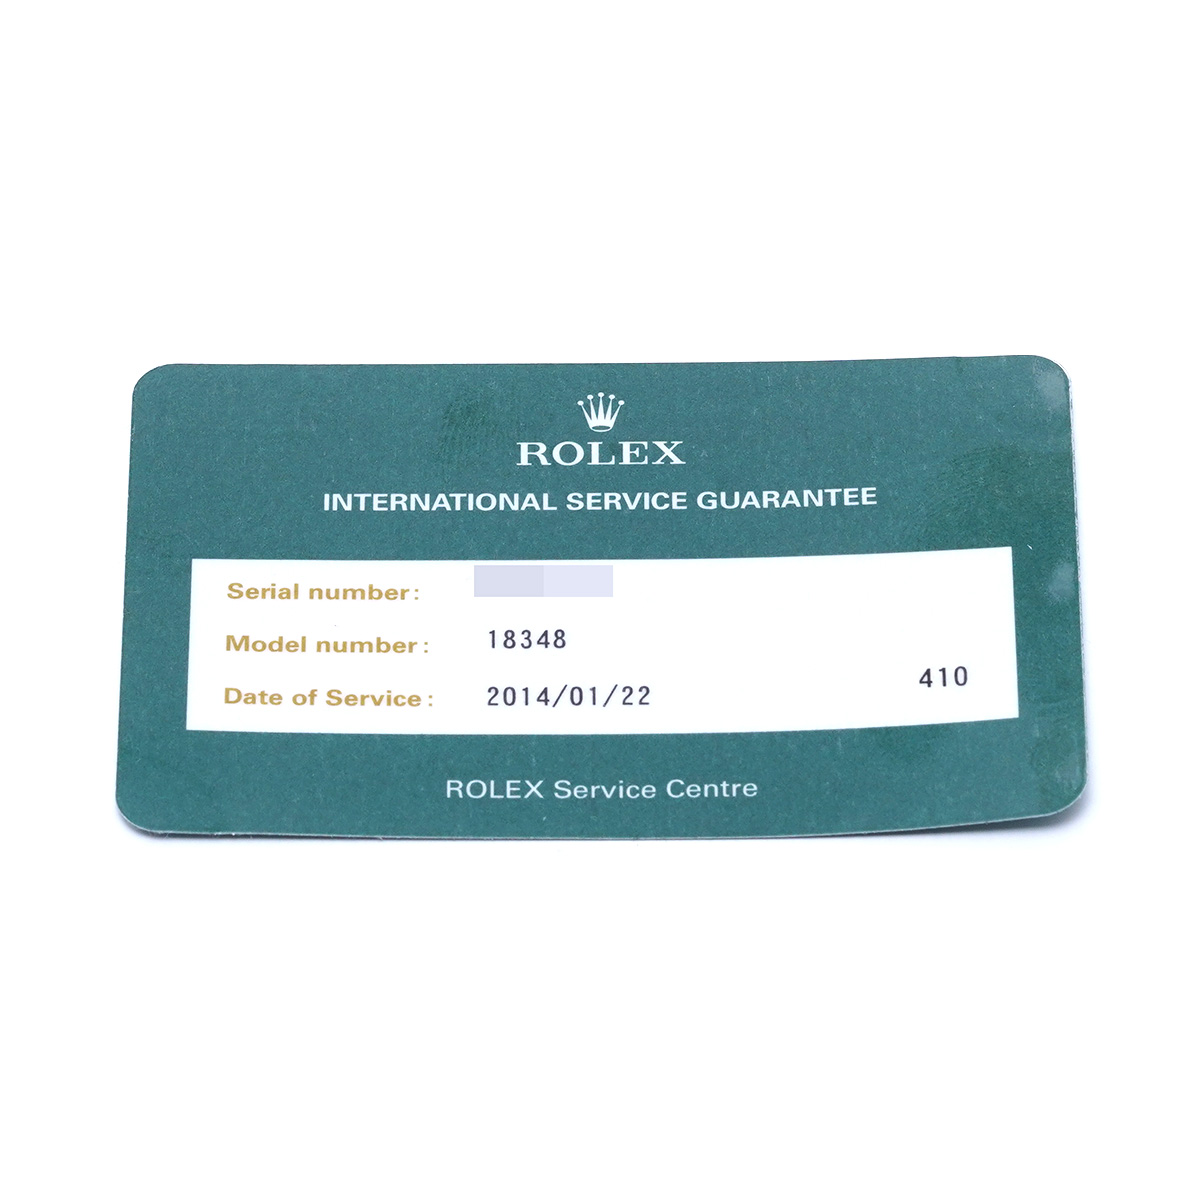 ROLEX
INTERNATIONAL SERVICE GUARANTEE
Serial number:
Model number: 18348
Date of Service: 2014/01/22 410
ROLEX Service Centre